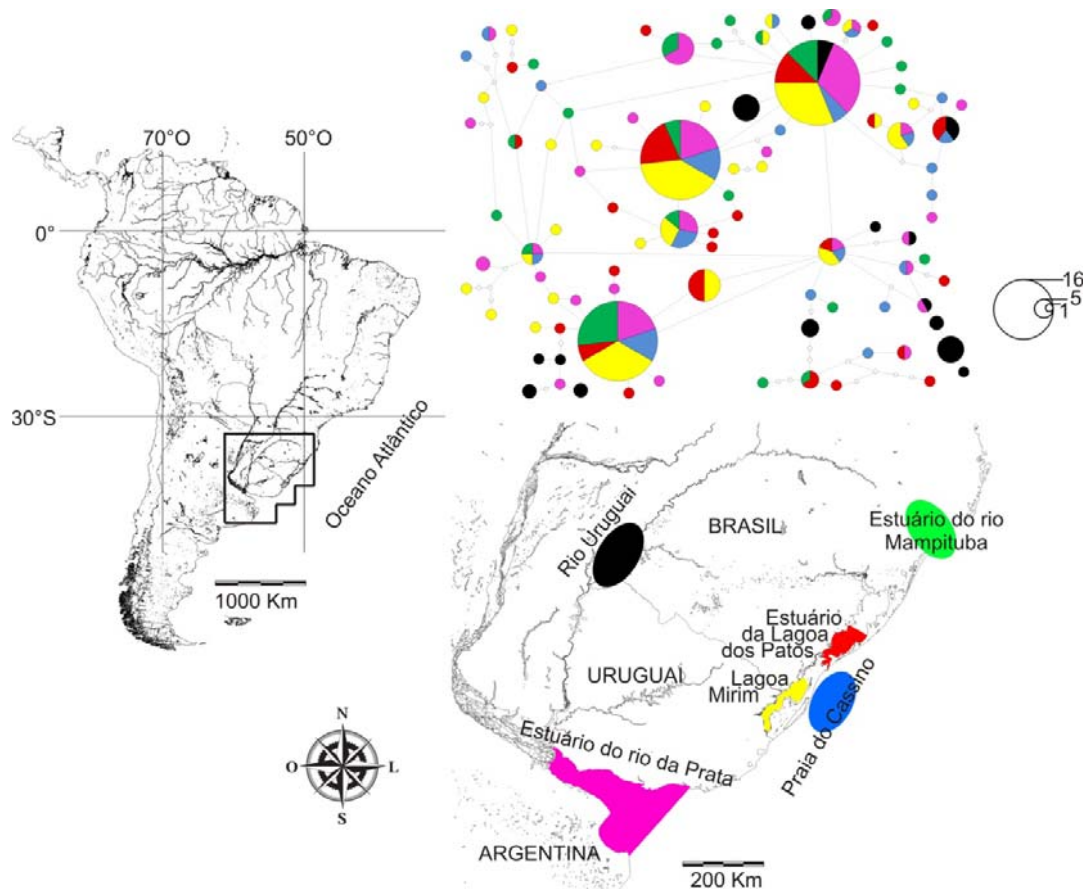 70°O
50°O
0°
30°S
Oceano Atlântico
1000 Km
16
5
1
Rio Uruguai
BRASIL
Estuário do rio
Mampituba
Estuário
da Lagoa
dos Patos
Lagoa
Mirim
URUGUAI
Praia do Cassino
Estuário do rio da Prata
ARGENTINA
200 Km
N
O
L
S